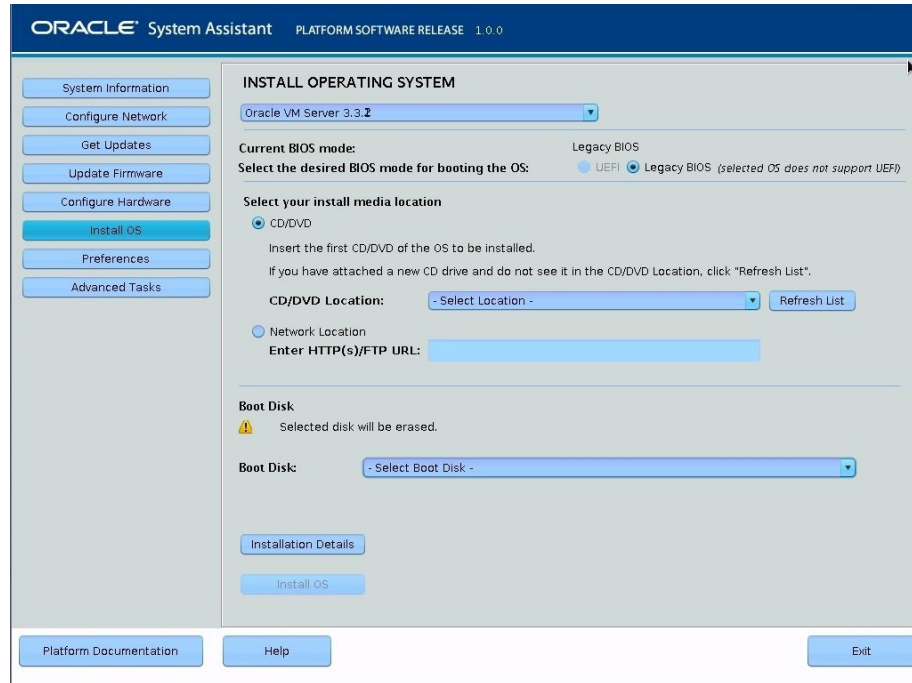 ORACLE® System Assistant PLATFORM SOFTWARE RELEASE 1.0.0
System Information
Configure Network
Get Updates
Update Firmware
Configure Hardware
Install OS
Preferences
Advanced Tasks
INSTALL OPERATING SYSTEM
Oracle VM Server 3.3.2
Current BIOS mode: Legacy BIOS
Select the desired BIOS mode for booting the OS: UEFI Legacy BIOS (selected OS does not support UEFI)
Select your install media location
CD/DVD
Insert the first CD/DVD of the OS to be installed.
If you have attached a new CD drive and do not see it in the CD/DVD Location, click "Refresh List".
CD/DVD Location: - Select Location - Refresh List
Network Location
Enter HTTP(s)/FTP URL:
Boot Disk
Selected disk will be erased.
Boot Disk: - Select Boot Disk -
Installation Details
Install OS
Platform Documentation Help Exit